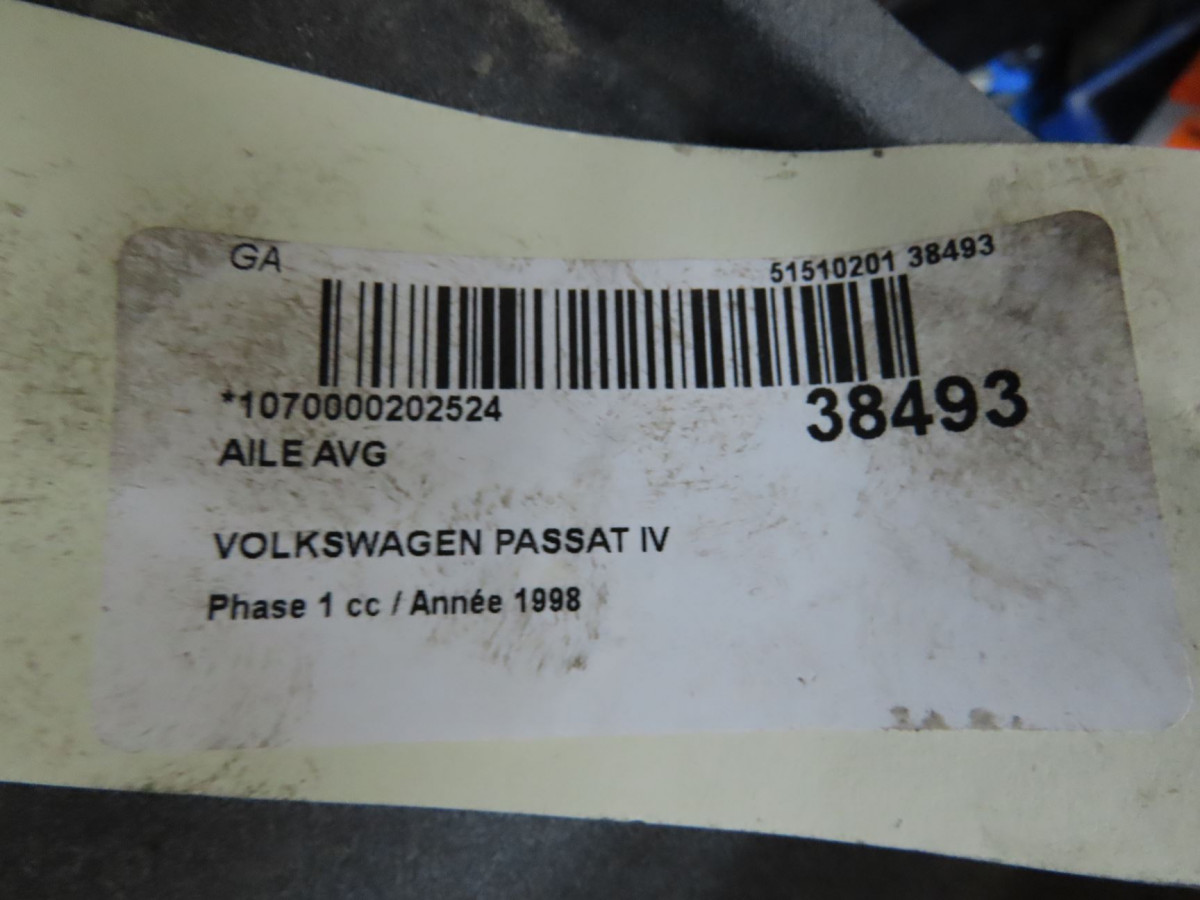 GA
51510201 38493
*1070000202524
38493
AILE AVG
VOLKSWAGEN PASSAT IV
Phase 1 cc / Année 1998